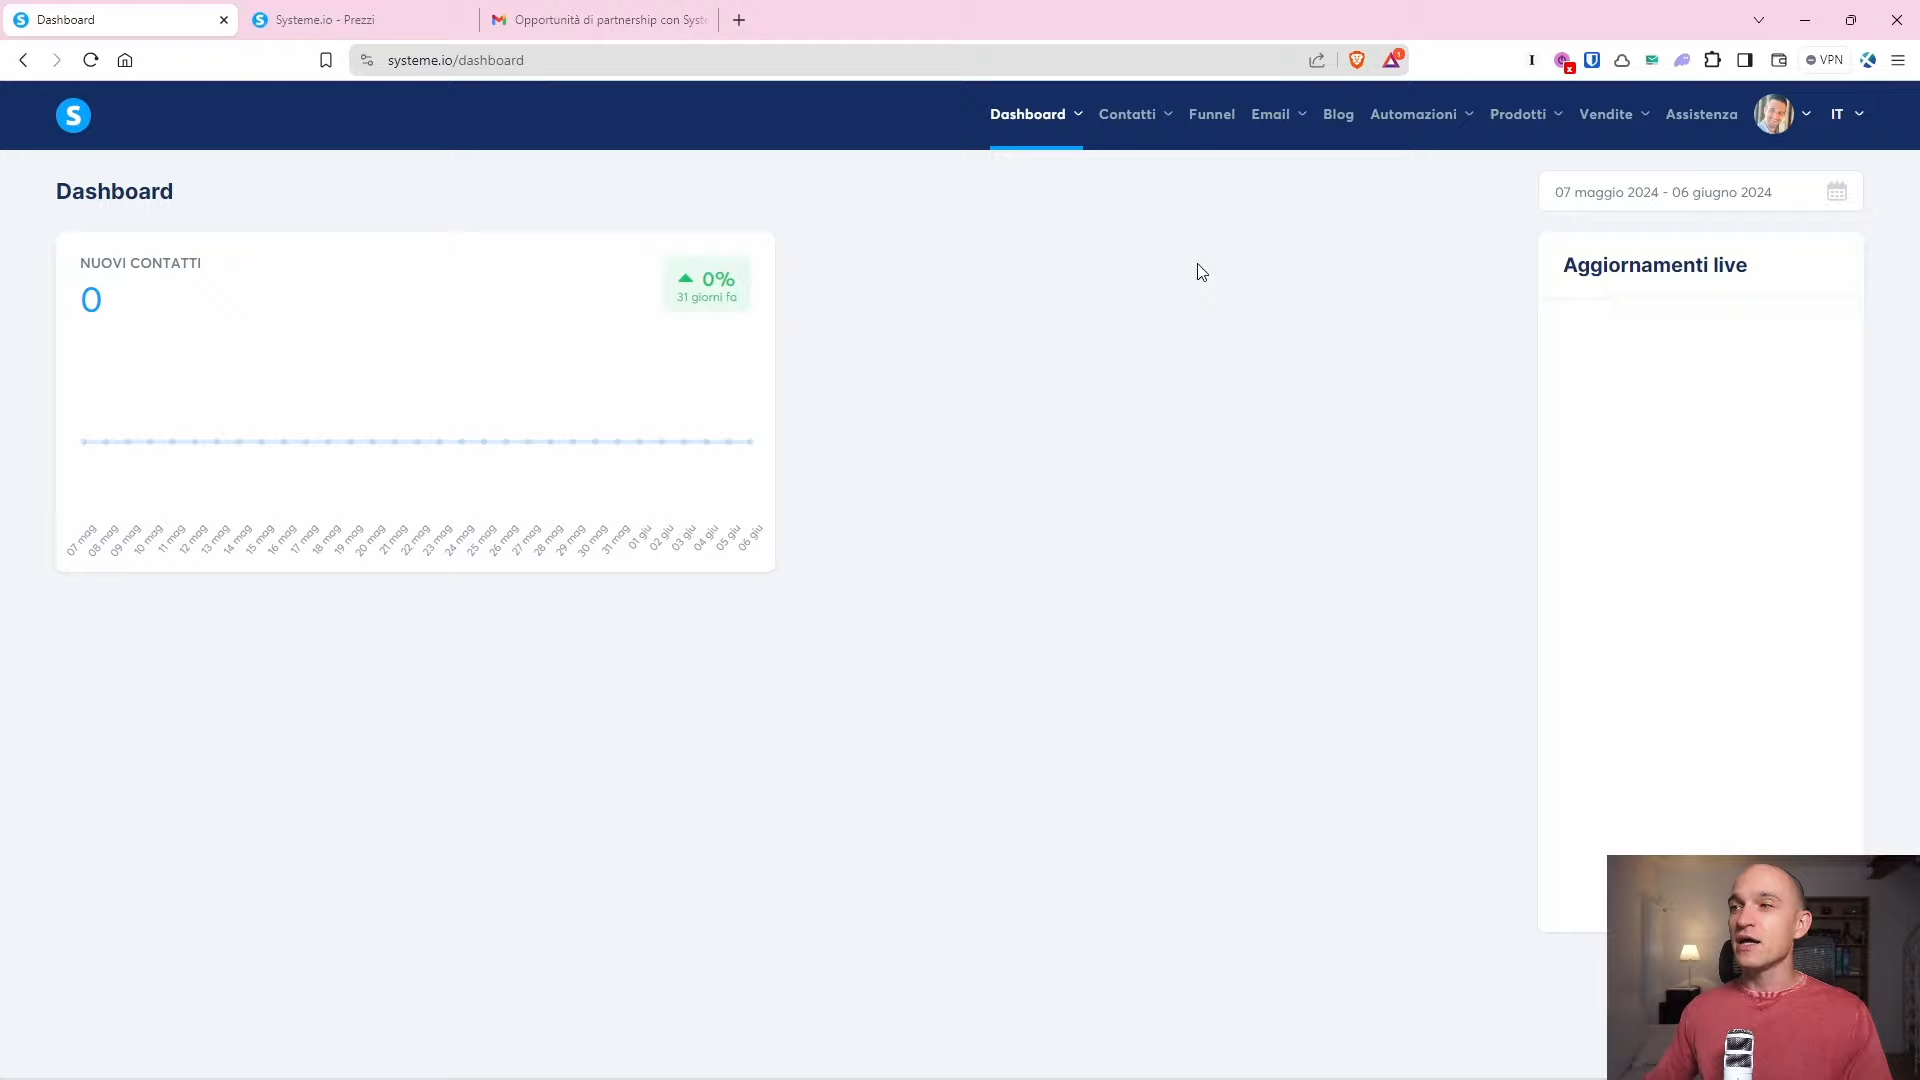 Dashboard
Systeme.io - Prezzi
Opportunità di partnership con Syste
systeme.io/dashboard
1
VPN
S
Dashboard
Contatti
Funnel
Email
Blog
Automazioni
Prodotti
Vendite
Assistenza
IT
Dashboard
07 maggio 2024 - 06 giugno 2024
NUOVI CONTATTI
0
0%
31 giorni fa
Aggiornamenti live
07 mag
08 mag
09 mag
10 mag
11 mag
12 mag
13 mag
14 mag
15 mag
16 mag
17 mag
18 mag
19 mag
20 mag
21 mag
22 mag
23 mag
24 mag
25 mag
26 mag
27 mag
28 mag
29 mag
30 mag
31 mag
01 giu
02 giu
03 giu
04 giu
05 giu
06 giu